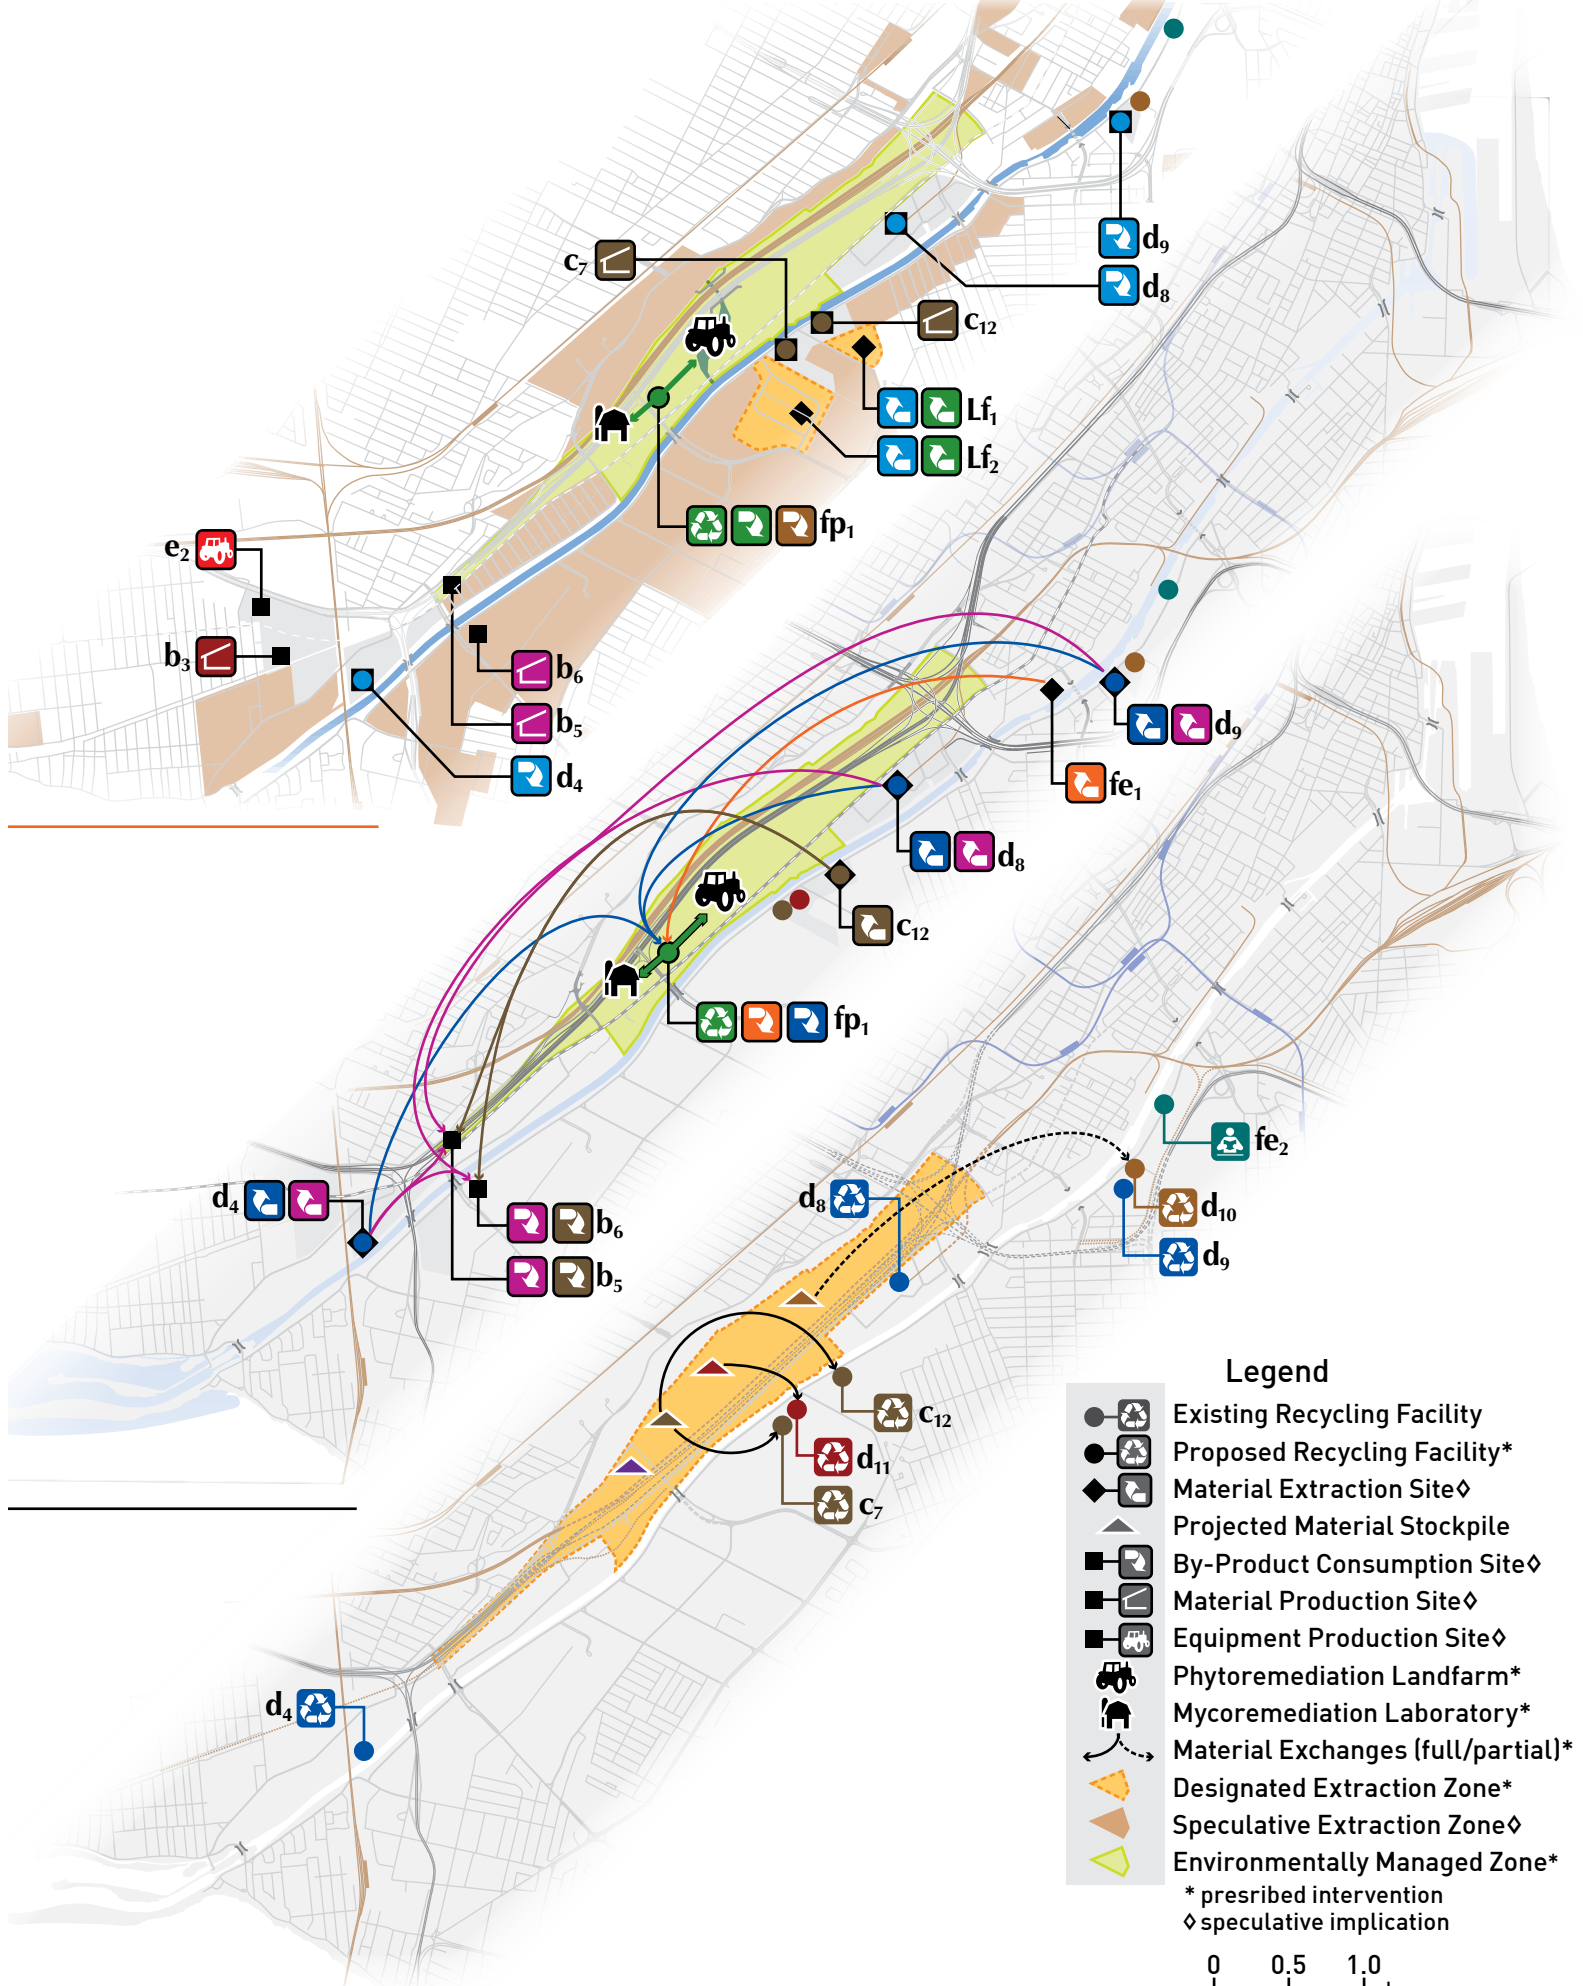 d9
d8
c7
c12
Lf1
Lf2
fp1
e2
b3
b6
b5
d4
d9
fe1
d8
c12
fp1
d4
b6
b5
fe2
d8
d10
d9
c12
d11
c7
d4
Legend
Existing Recycling Facility
Proposed Recycling Facility*
Material Extraction Site◊
Projected Material Stockpile
By-Product Consumption Site◊
Material Production Site◊
Equipment Production Site◊
Phytoremediation Landfarm*
Mycoremediation Laboratory*
Material Exchanges (full/partial)*
Designated Extraction Zone*
Speculative Extraction Zone◊
Environmentally Managed Zone*
* presribed intervention
◊ speculative implication
0 0.5 1.0